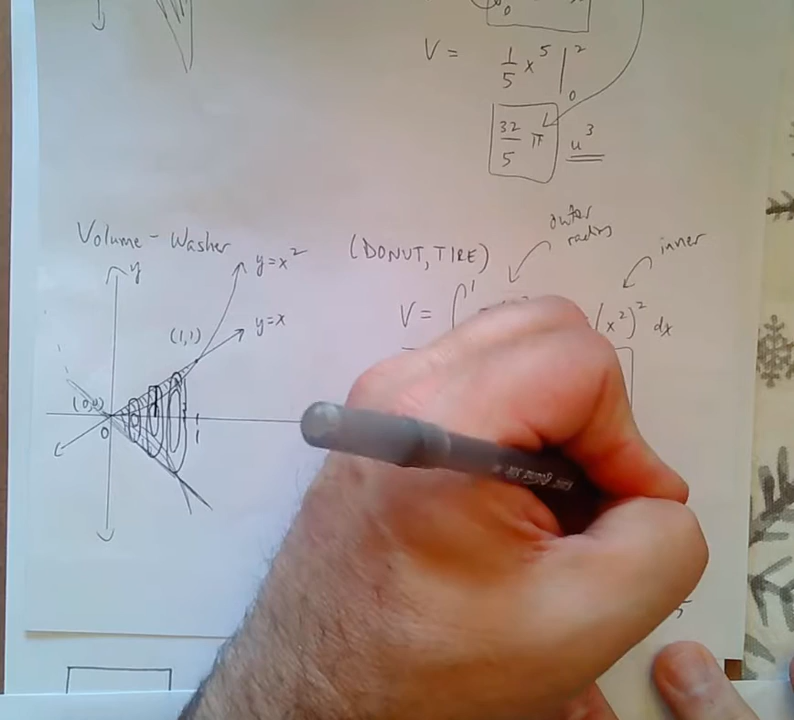 V = 1/5 x^5 |_0^2
32/5 π u^3
Volume - Washer
(DONUT, TIRE)
outer radius
inner
y
y=x^2
y=x
(1,1)
(0,0)
0
1
V = ∫^1
(x^2)^2 dx